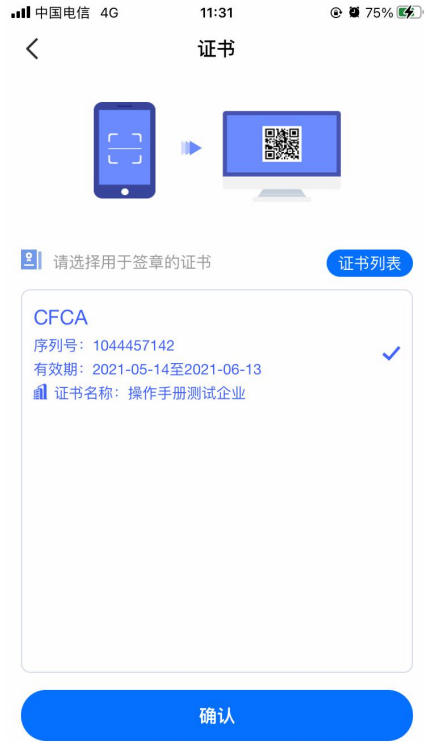 中国电信 4G 11:31 75%
证书
请选择用于签章的证书 证书列表
CFCA
序列号：1044457142
有效期：2021-05-14至2021-06-13
证书名称：操作手册测试企业
确认